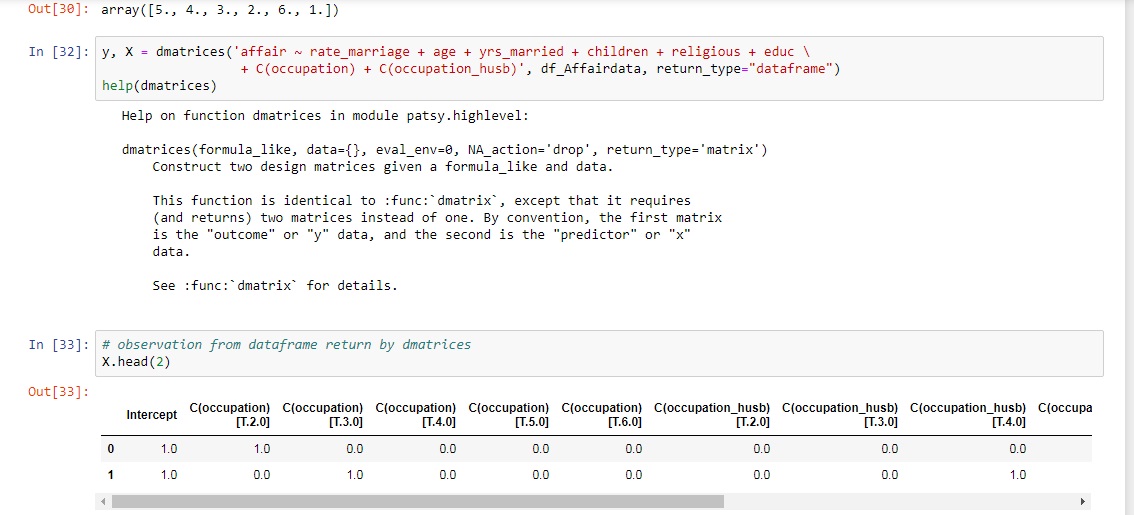 Out[30]: array([5., 4., 3., 2., 6., 1.])
In [32]: y, X = dmatrices('affair ~ rate_marriage + age + yrs_married + children + religious + educ \
+ C(occupation) + C(occupation_husb)', df_Affairdata, return_type="dataframe")
help(dmatrices)
Help on function dmatrices in module patsy.highlevel:
dmatrices(formula_like, data={}, eval_env=0, NA_action='drop', return_type='matrix')
Construct two design matrices given a formula_like and data.
This function is identical to :func:`dmatrix`, except that it requires
(and returns) two matrices instead of one. By convention, the first matrix
is the "outcome" or "y" data, and the second is the "predictor" or "x"
data.
See :func:`dmatrix` for details.
In [33]: # observation from dataframe return by dmatrices
X.head(2)
Out[33]:
Intercept C(occupation)[T.2.0] C(occupation)[T.3.0] C(occupation)[T.4.0] C(occupation)[T.5.0] C(occupation)[T.6.0] C(occupation_husb)[T.2.0] C(occupation_husb)[T.3.0] C(occupation_husb)[T.4.0] C(occupa
0 1.0 1.0 0.0 0.0 0.0 0.0 0.0 0.0 0.0
1 1.0 0.0 1.0 0.0 0.0 0.0 0.0 0.0 1.0